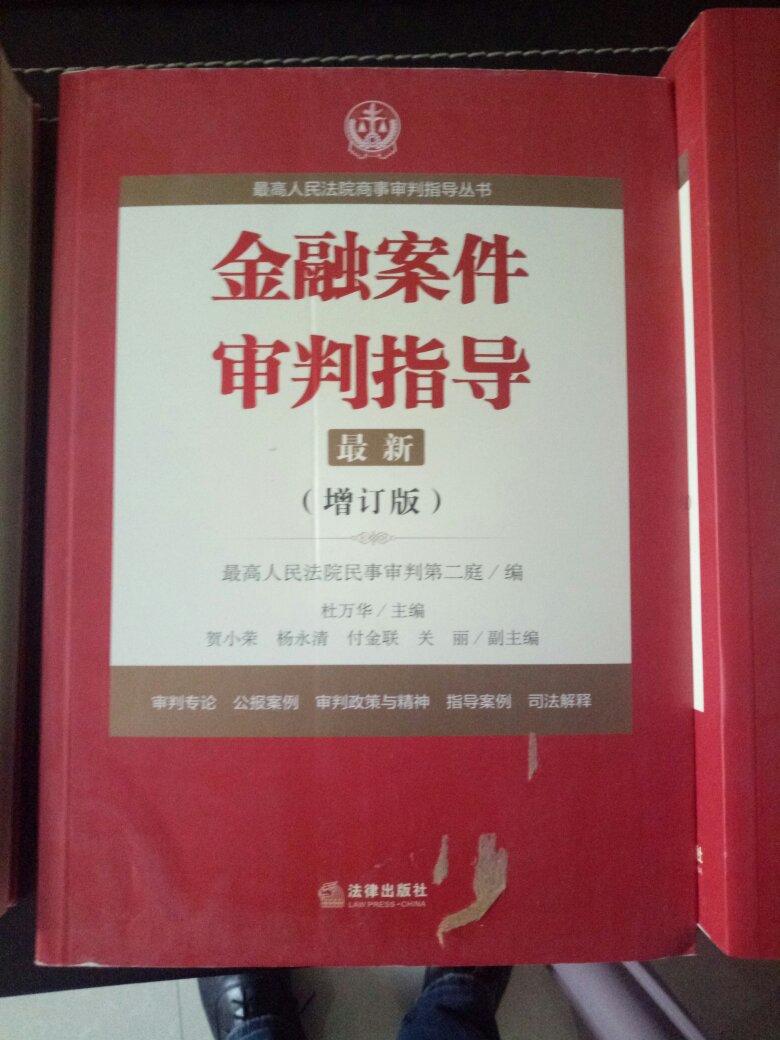 最高人民法院商事审判指导丛书
金融案件
审判指导
最新
（增订版）
最高人民法院民事审判第二庭／编
杜万华／主编
贺小荣 杨永清 付金联 关 丽／副主编
审判专论 公报案例 审判政策与精神 指导案例 司法解释
法律出版社
LAW PRESS·CHINA
社